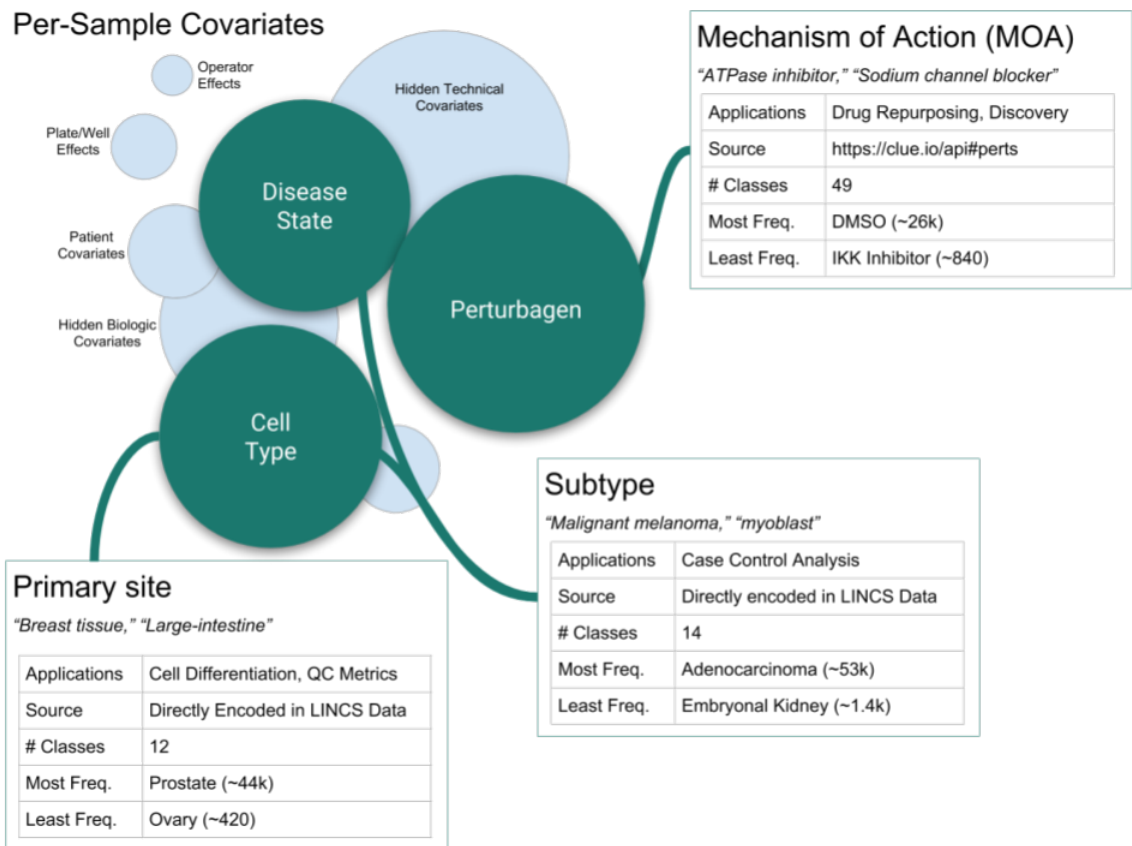 Per-Sample Covariates
Operator
Effects
Plate/Well
Effects
Patient
Covariates
Hidden Biologic
Covariates
Hidden Technical
Covariates
Disease
State
Perturbagen
Cell
Type
Mechanism of Action (MOA)
“ATPase inhibitor,” “Sodium channel blocker”
Applications Drug Repurposing, Discovery
Source https://clue.io/api#perts
# Classes 49
Most Freq. DMSO (~26k)
Least Freq. IKK Inhibitor (~840)
Subtype
“Malignant melanoma,” “myoblast”
Applications Case Control Analysis
Source Directly encoded in LINCS Data
# Classes 14
Most Freq. Adenocarcinoma (~53k)
Least Freq. Embryonal Kidney (~1.4k)
Primary site
“Breast tissue,” “Large-intestine”
Applications Cell Differentiation, QC Metrics
Source Directly Encoded in LINCS Data
# Classes 12
Most Freq. Prostate (~44k)
Least Freq. Ovary (~420)